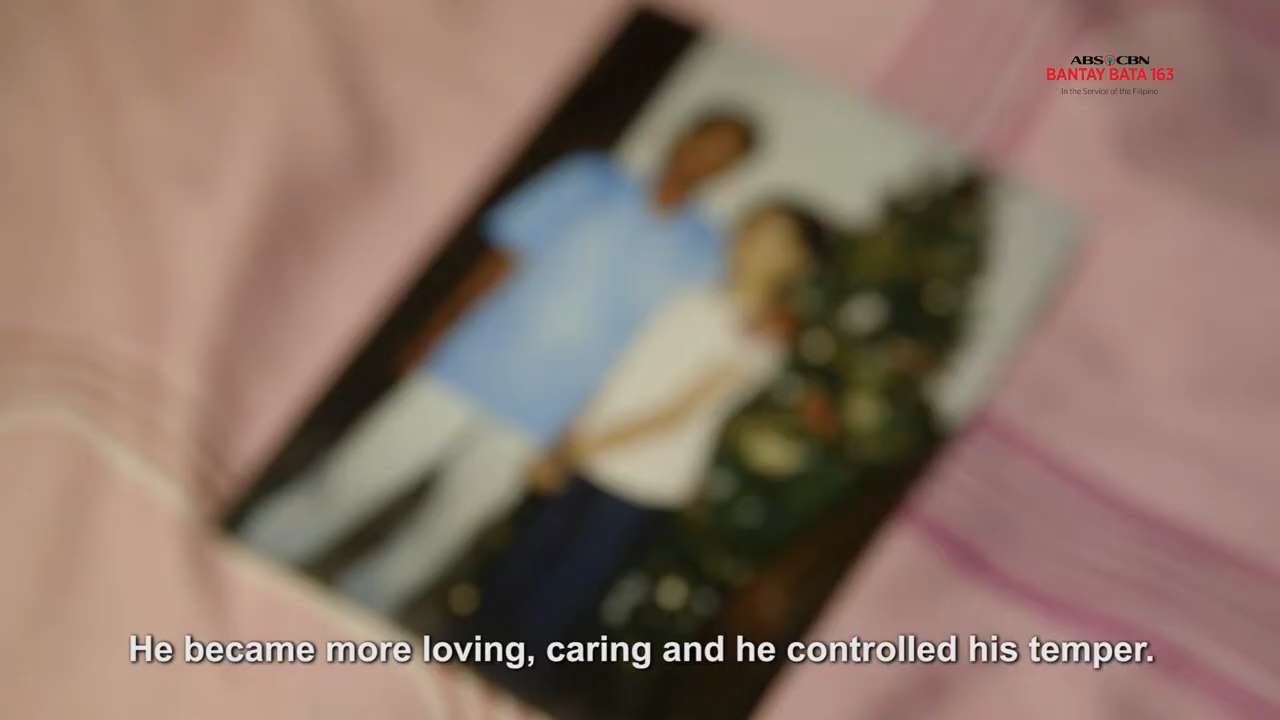 ABS CBN
BANTAY BATA 163
In the Service of the Filipino
He became more loving, caring and he controlled his temper.